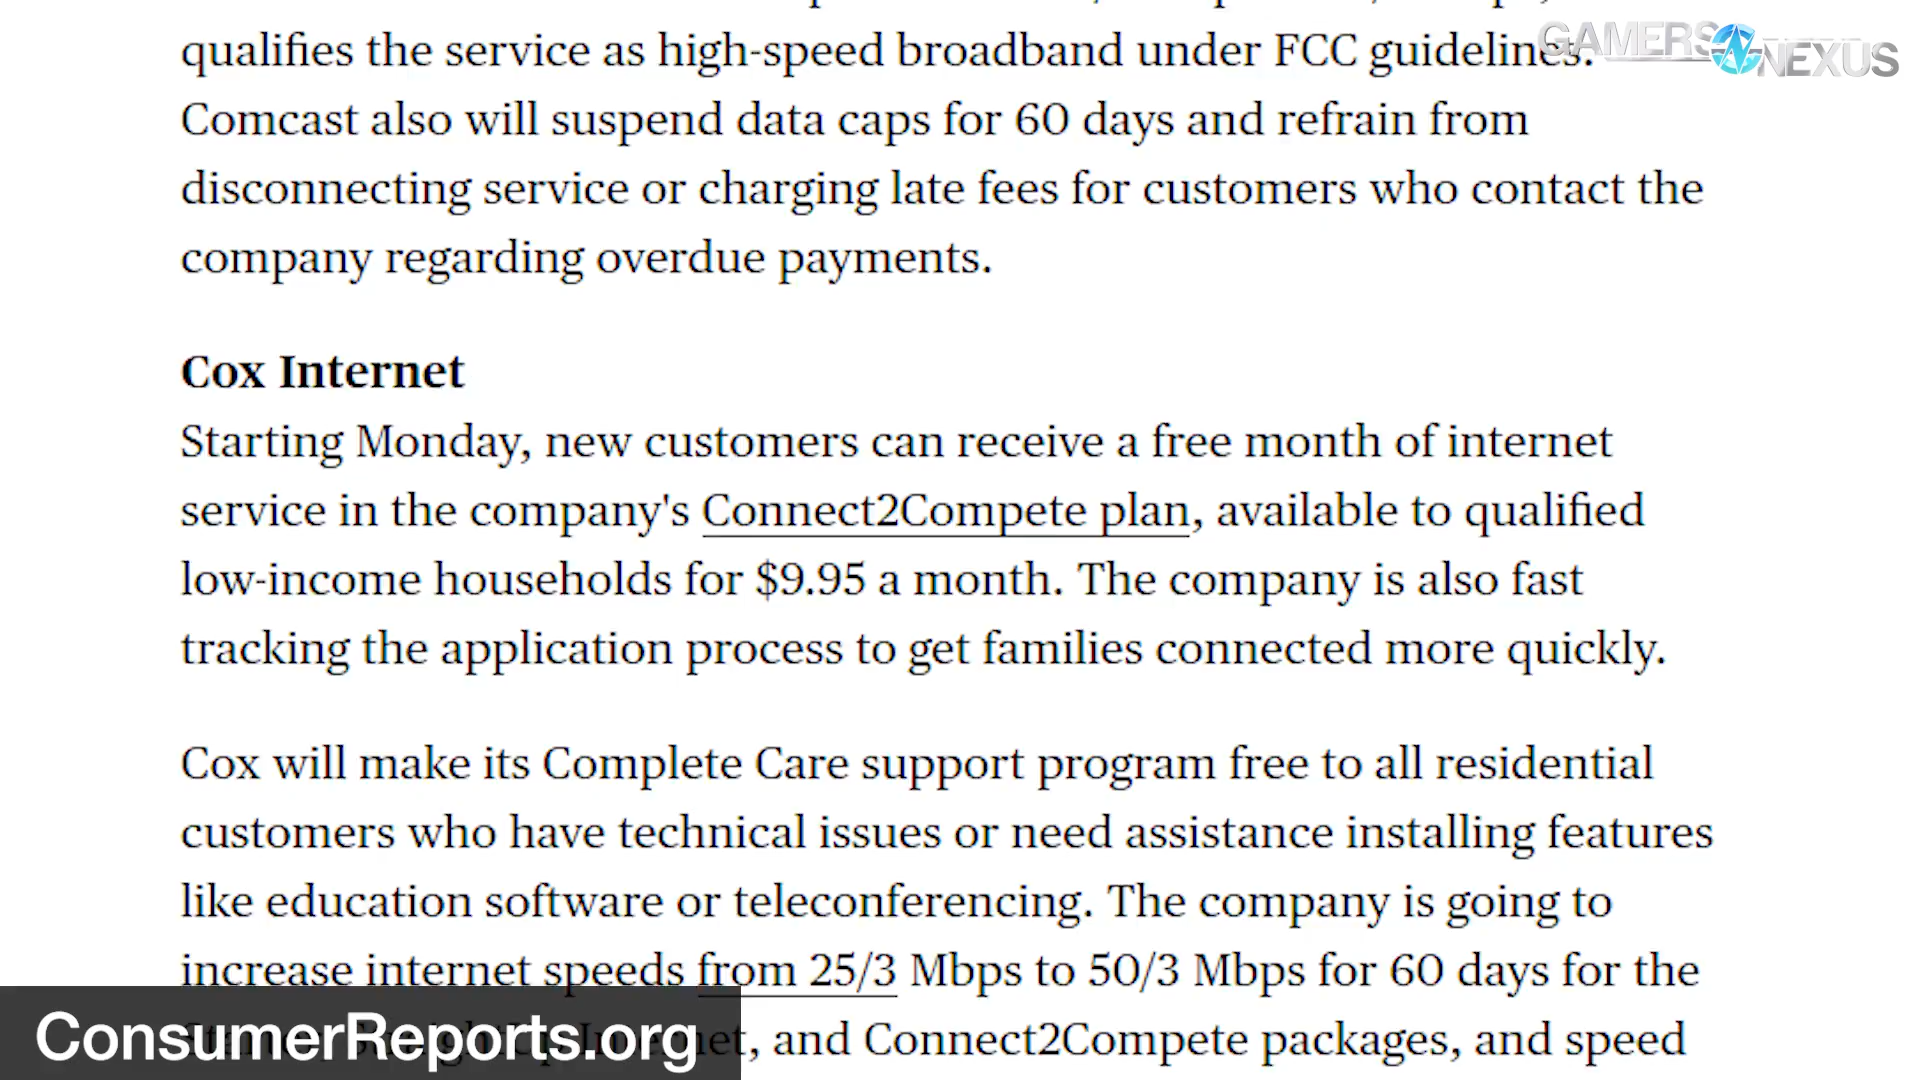 qualifies the service as high-speed broadband under FCC guidelines.
GAMERS NEXUS
Comcast also will suspend data caps for 60 days and refrain from
disconnecting service or charging late fees for customers who contact the
company regarding overdue payments.
Cox Internet
Starting Monday, new customers can receive a free month of internet
service in the company's Connect2Compete plan, available to qualified
low-income households for $9.95 a month. The company is also fast
tracking the application process to get families connected more quickly.
Cox will make its Complete Care support program free to all residential
customers who have technical issues or need assistance installing features
like education software or teleconferencing. The company is going to
increase internet speeds from 25/3 Mbps to 50/3 Mbps for 60 days for the
Internet, and Connect2Compete packages, and speed
ConsumerReports.org